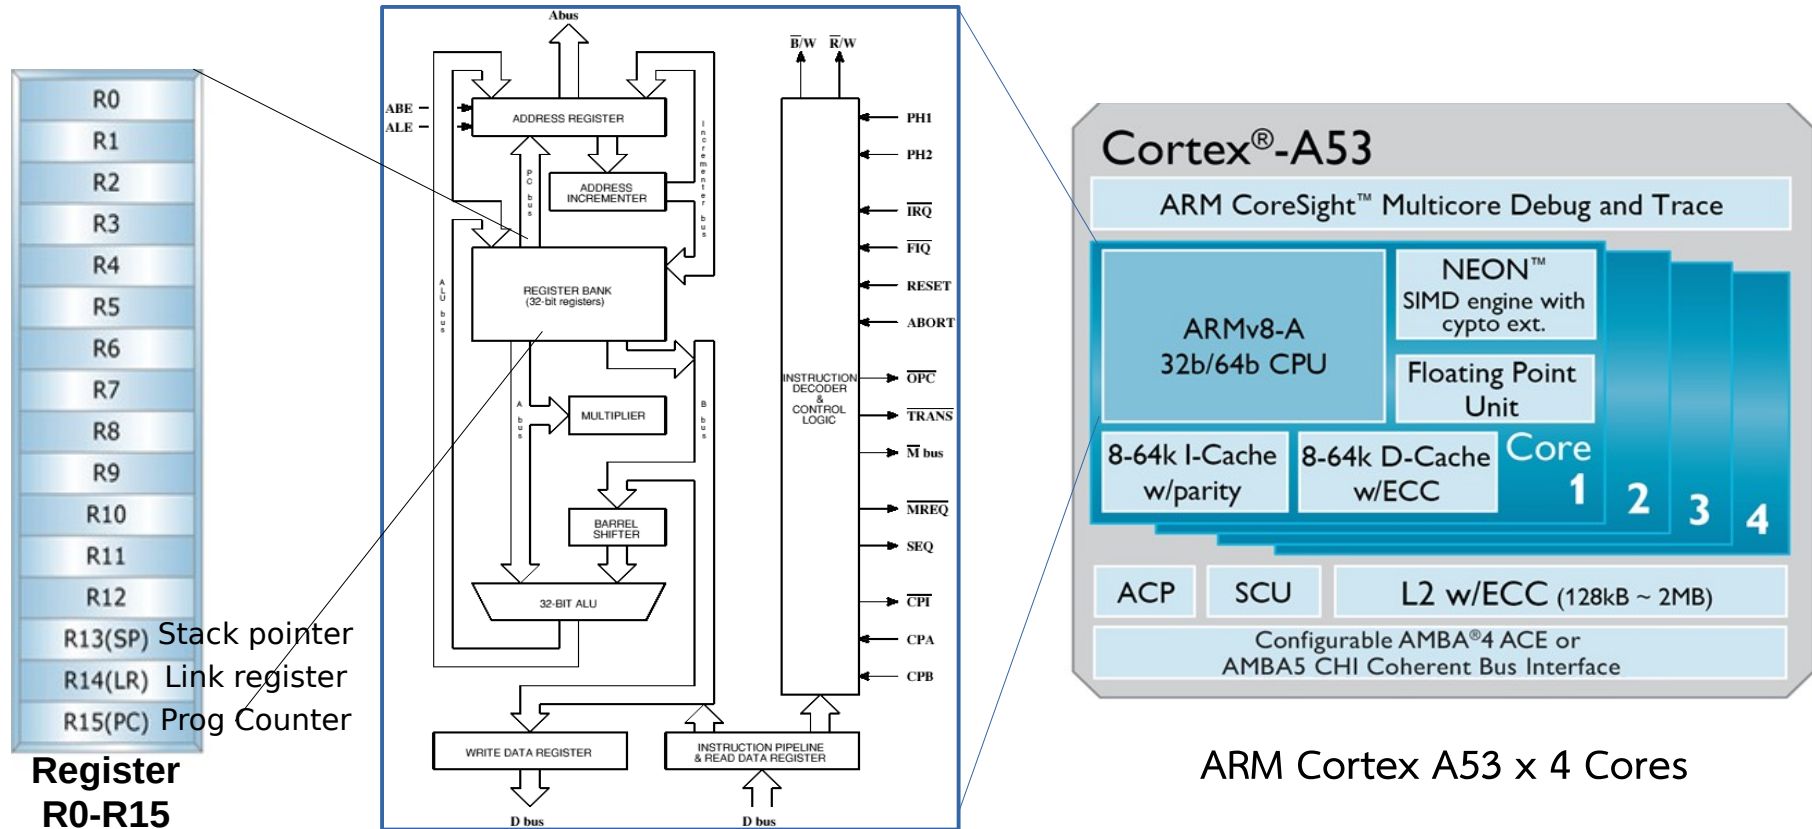 R0
R1
R2
R3
R4
R5
R6
R7
R8
R9
R10
R11
R12
R13(SP) Stack pointer
R14(LR) Link register
R15(PC) Prog Counter
Register
R0-R15
Abus
ABE
ALE
ADDRESS REGISTER
PC bus
Incrementer bus
ADDRESS
INCREMENTER
ALU bus
REGISTER BANK
(32-bit registers)
A bus
B bus
MULTIPLIER
BARREL
SHIFTER
32-BIT ALU
WRITE DATA REGISTER
INSTRUCTION PIPELINE
& READ DATA REGISTER
D bus
D bus
B/W
R/W
INSTRUCTION
DECODER
&
CONTROL
LOGIC
PH1
PH2
IRQ
FIQ
RESET
ABORT
OPC
TRANS
M bus
MREQ
SEQ
CPI
CPA
CPB
Cortex®-A53
ARM CoreSight™ Multicore Debug and Trace
ARMv8-A
32b/64b CPU
NEON™
SIMD engine with
cypto ext.
Floating Point
Unit
8-64k I-Cache
w/parity
8-64k D-Cache
w/ECC
Core
1
2
3
4
ACP
SCU
L2 w/ECC (128kB ~ 2MB)
Configurable AMBA®4 ACE or
AMBA5 CHI Coherent Bus Interface
ARM Cortex A53 x 4 Cores